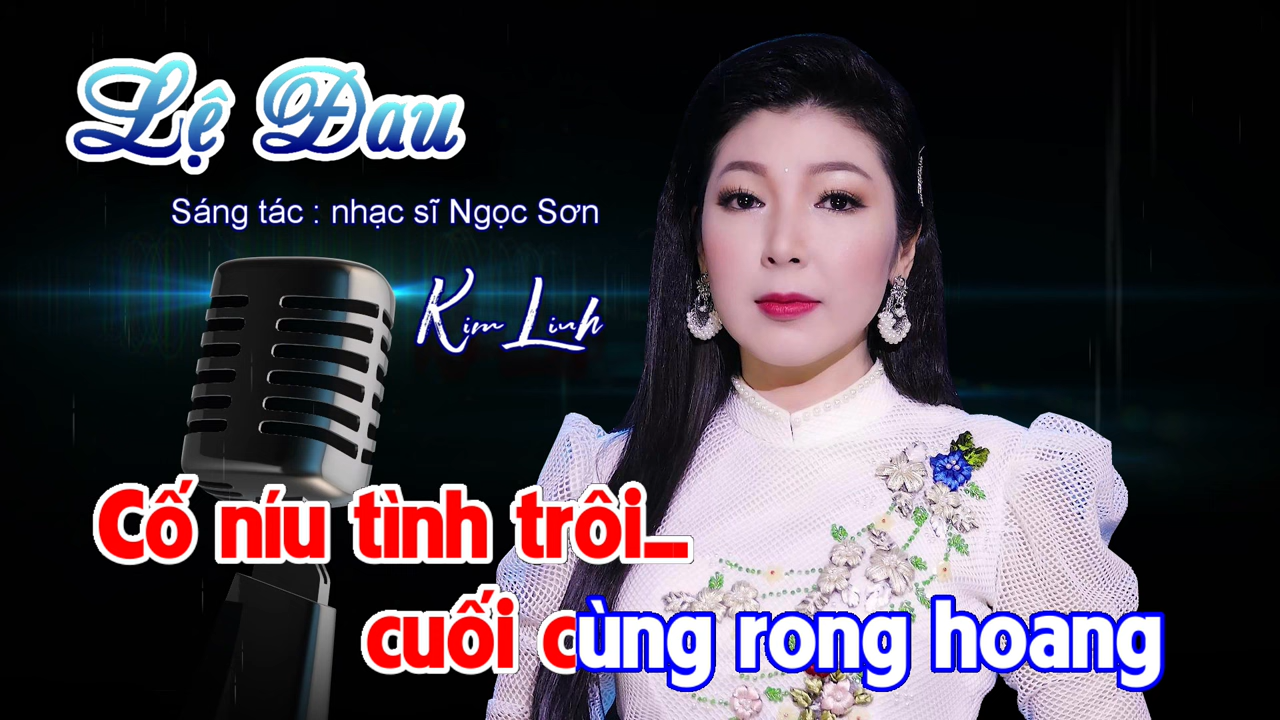 Lệ Đau
Sáng tác : nhạc sĩ Ngọc Sơn
Kim Linh
Cố níu tình trôi...
cuối cùng rong hoang